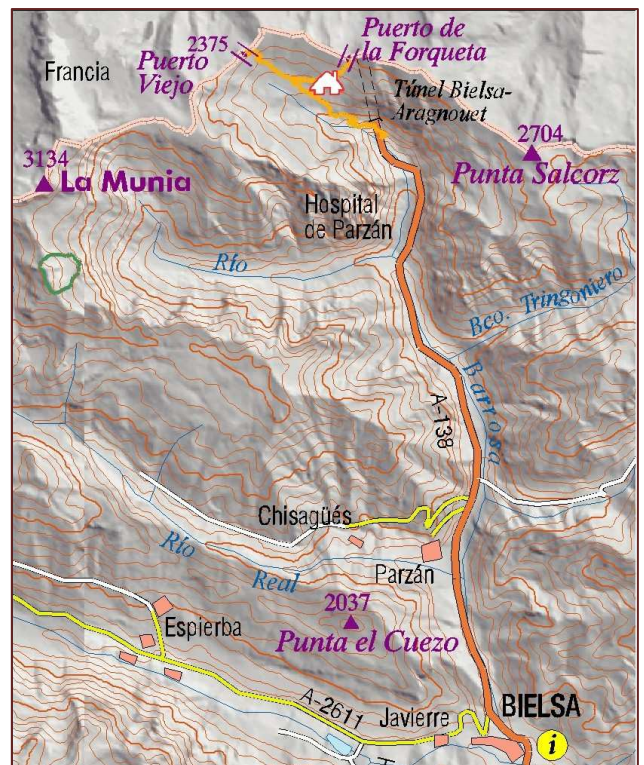 2375
Puerto
Viejo
Puerto de
la Forqueta
Francia
Túnel Bielsa-
Aragnouet
3134
La Munia
2704
Punta Salcorz
Hospital
de Parzán
Río
Bco. Tringoniero
Barrosa
A-138
Chisagüés
Río
Real
Parzán
2037
Punta el Cuezo
Espierba
A-2611
Javierre
BIELSA
i
H